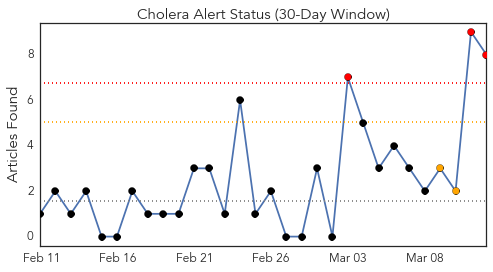 Cholera Alert Status (30-Day Window)
Articles Found
8
6
4
2
0
Feb 11 Feb 16 Feb 21 Feb 26 Mar 03 Mar 08